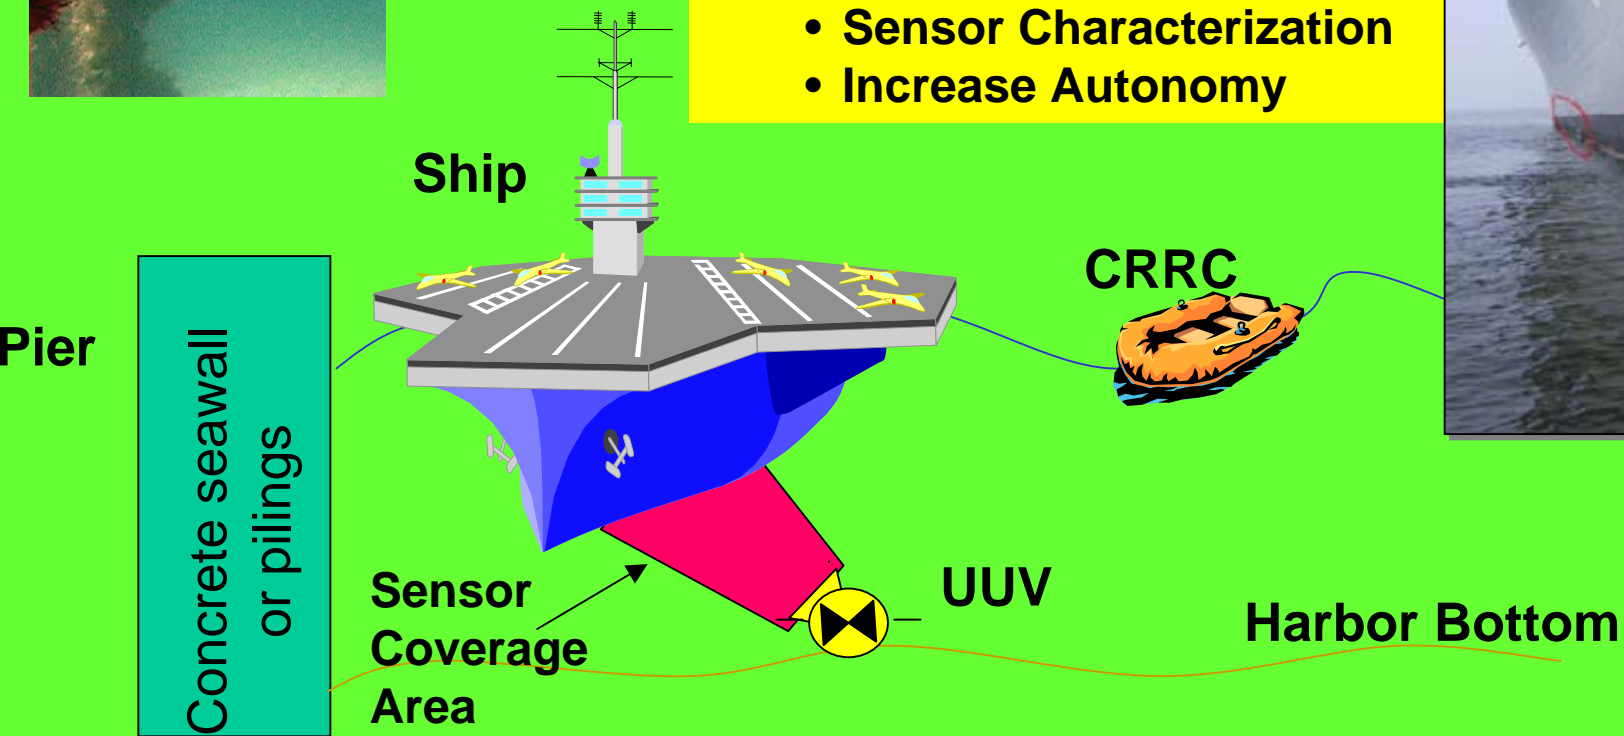 • Sensor Characterization
• Increase Autonomy
Ship
CRRC
Pier
Concrete seawall
or pilings
Sensor
Coverage
Area
UUV
Harbor Bottom